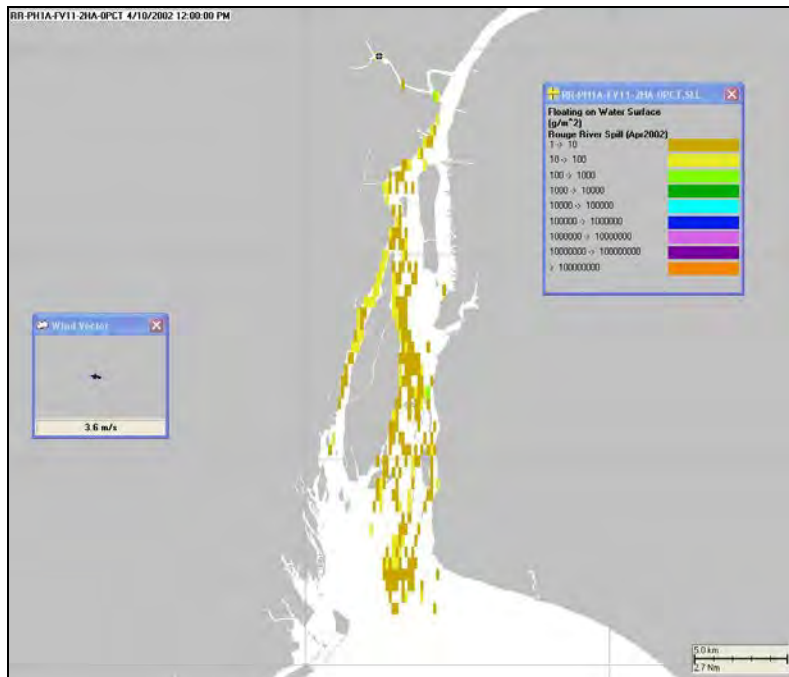 RR-PH1A-FV11-2HA-0PCT 4/10/2002 12:00:00 PM
RR-PH1A-FV11-2HA-0PCT.SLL
Floating on Water Surface
(g/m^2)
Rouge River Spill (Apr2002)
1 -> 10
10 -> 100
100 -> 1000
1000 -> 10000
10000 -> 100000
100000 -> 1000000
1000000 -> 10000000
10000000 -> 100000000
> 100000000
Wind Vector
3.6 m/s
5.0 km
2.7 Nm